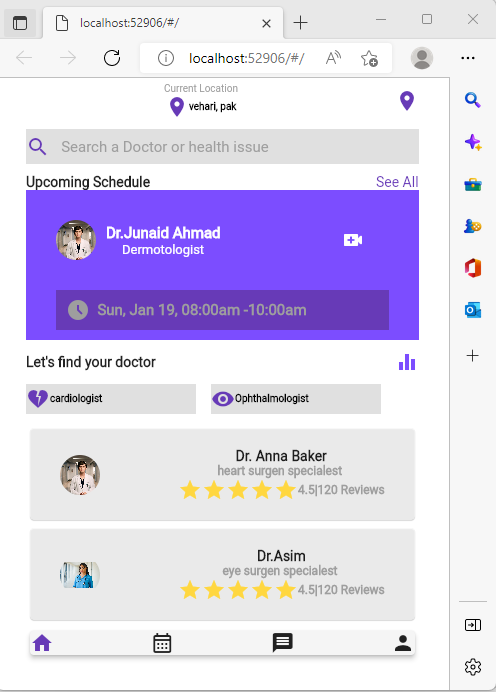 localhost:52906/#/
localhost:52906/#/
Current Location
vehari, pak
Search a Doctor or health issue
Upcoming Schedule
See All
Dr.Junaid Ahmad
Dermotologist
Sun, Jan 19, 08:00am -10:00am
Let's find your doctor
cardiologist
Ophthalmologist
Dr. Anna Baker
heart surgen specialest
4.5|120 Reviews
Dr.Asim
eye surgen specialest
4.5|120 Reviews